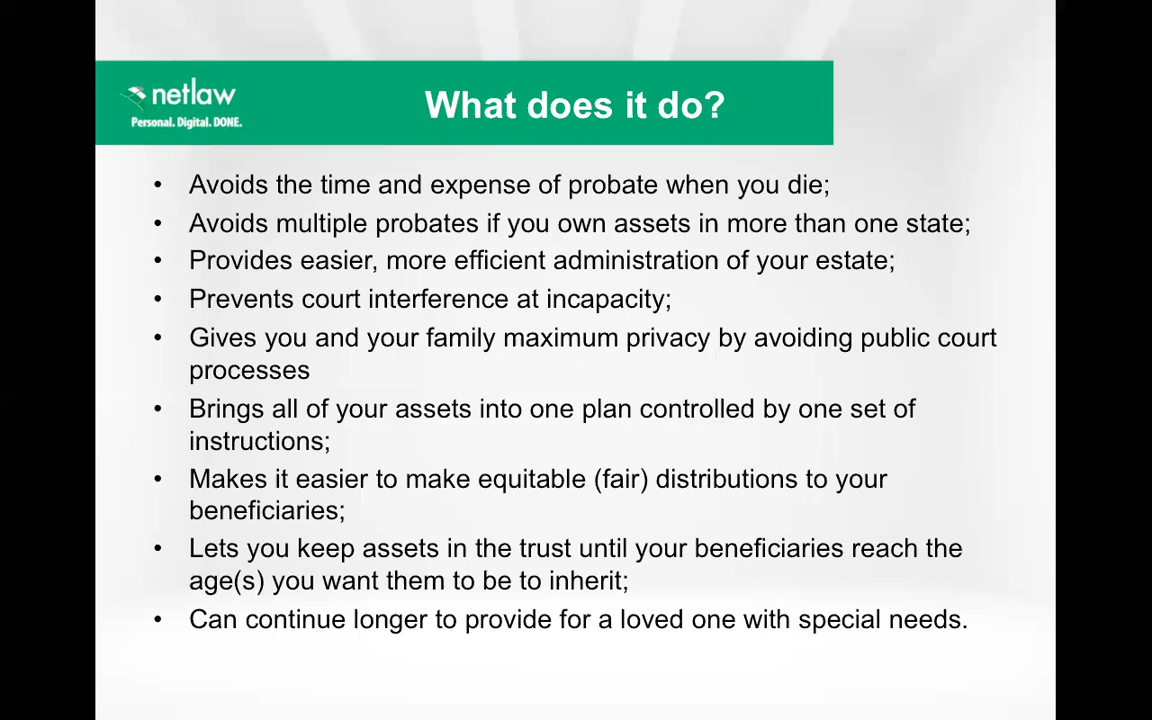 netlaw
Personal. Digital. DONE.
What does it do?
• Avoids the time and expense of probate when you die;
• Avoids multiple probates if you own assets in more than one state;
• Provides easier, more efficient administration of your estate;
• Prevents court interference at incapacity;
• Gives you and your family maximum privacy by avoiding public court
processes
• Brings all of your assets into one plan controlled by one set of
instructions;
• Makes it easier to make equitable (fair) distributions to your
beneficiaries;
• Lets you keep assets in the trust until your beneficiaries reach the
age(s) you want them to be to inherit;
• Can continue longer to provide for a loved one with special needs.